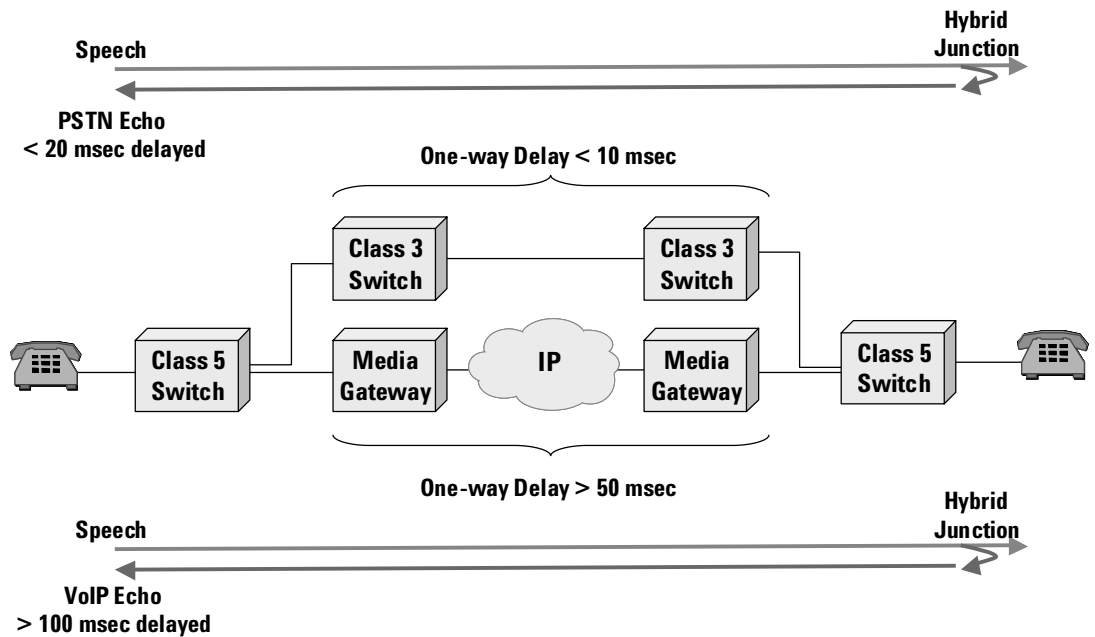 Speech
Hybrid
Junction
PSTN Echo
< 20 msec delayed
One-way Delay < 10 msec
Class 3
Switch
Class 3
Switch
Class 5
Switch
Media
Gateway
IP
Media
Gateway
Class 5
Switch
One-way Delay > 50 msec
Speech
Hybrid
Junction
VoIP Echo
> 100 msec delayed